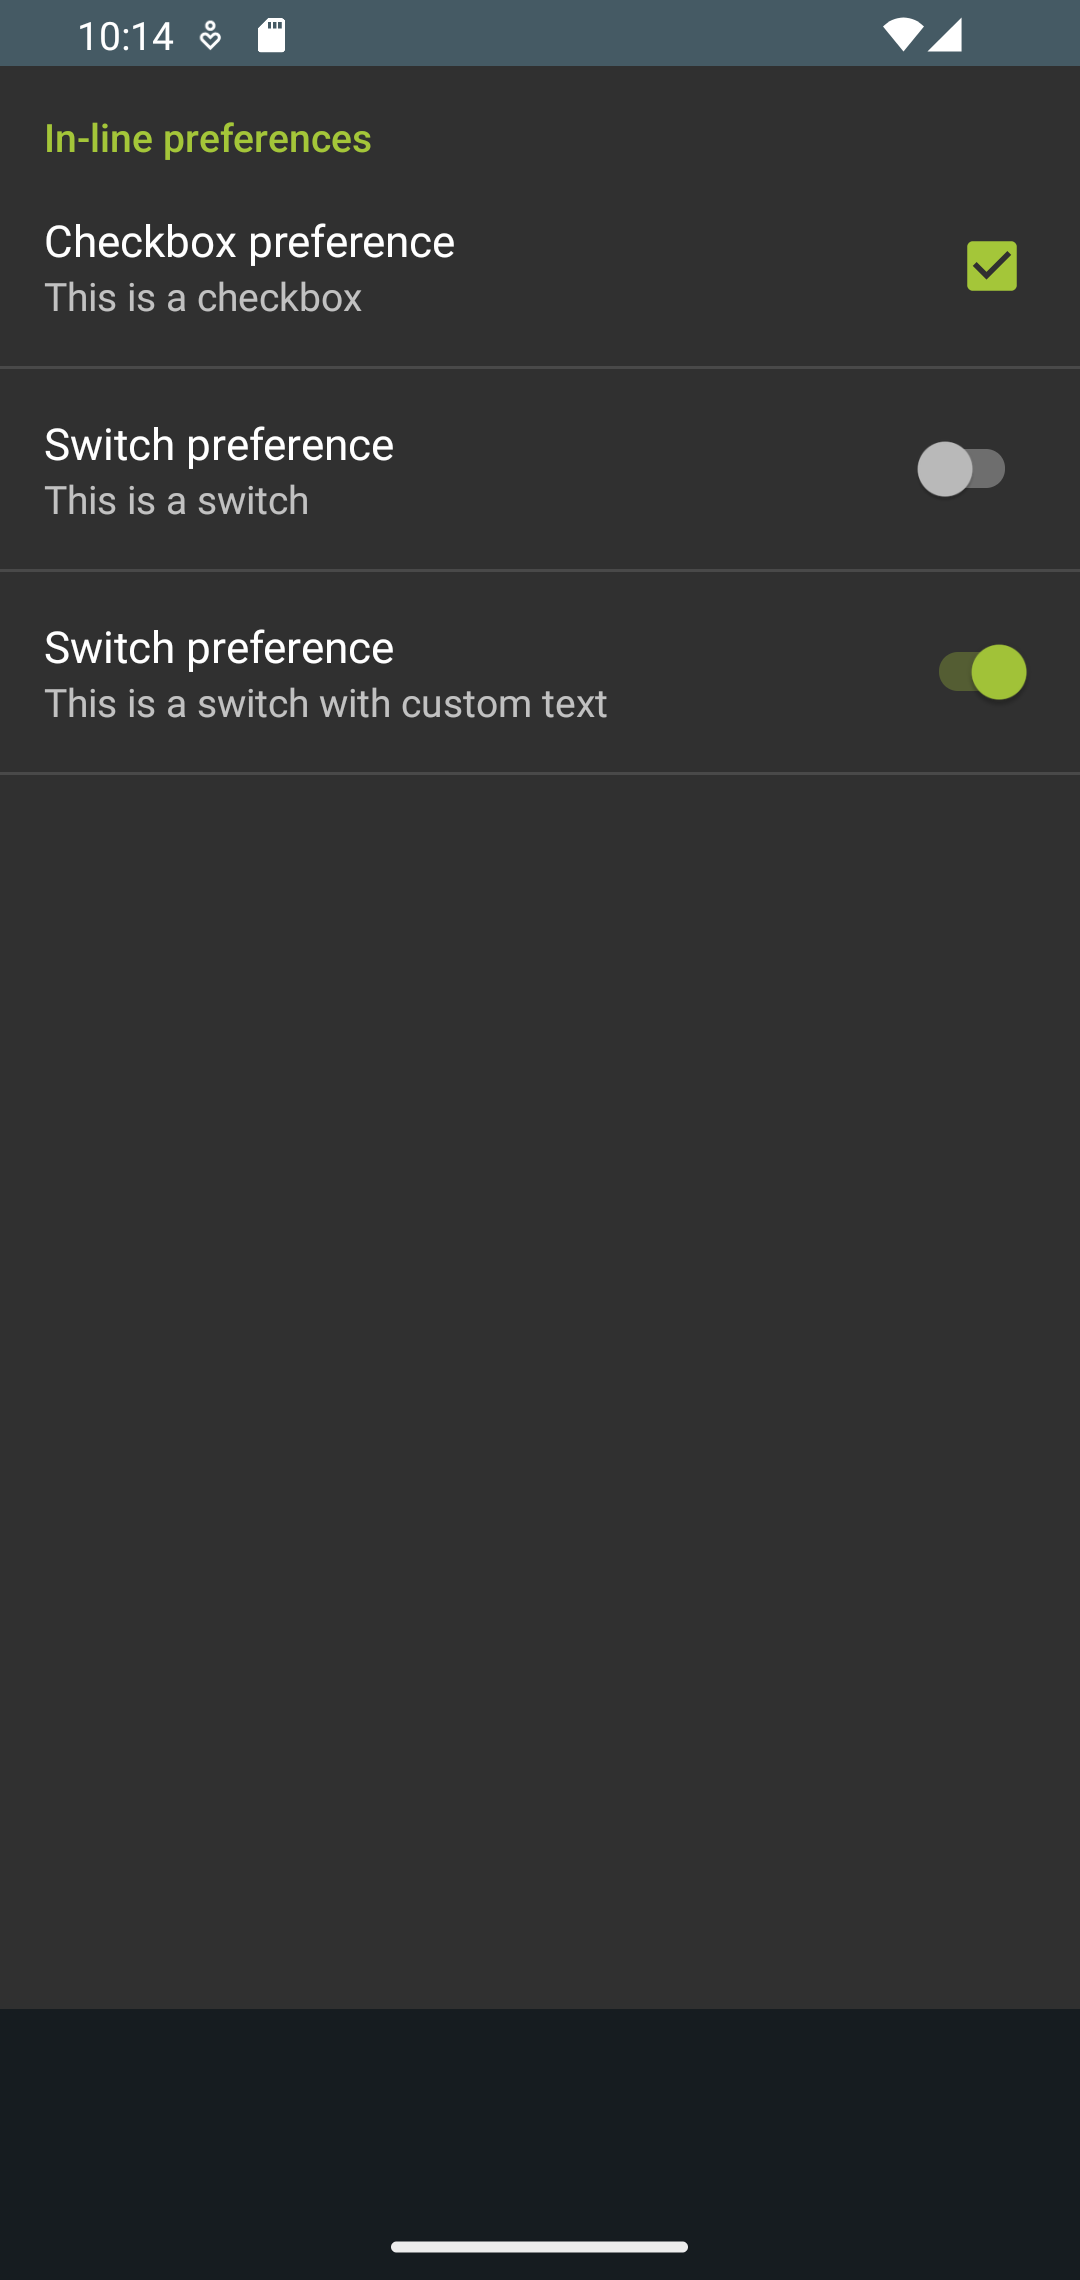 10:14
In-line preferences
Checkbox preference
This is a checkbox
Switch preference
This is a switch
Switch preference
This is a switch with custom text